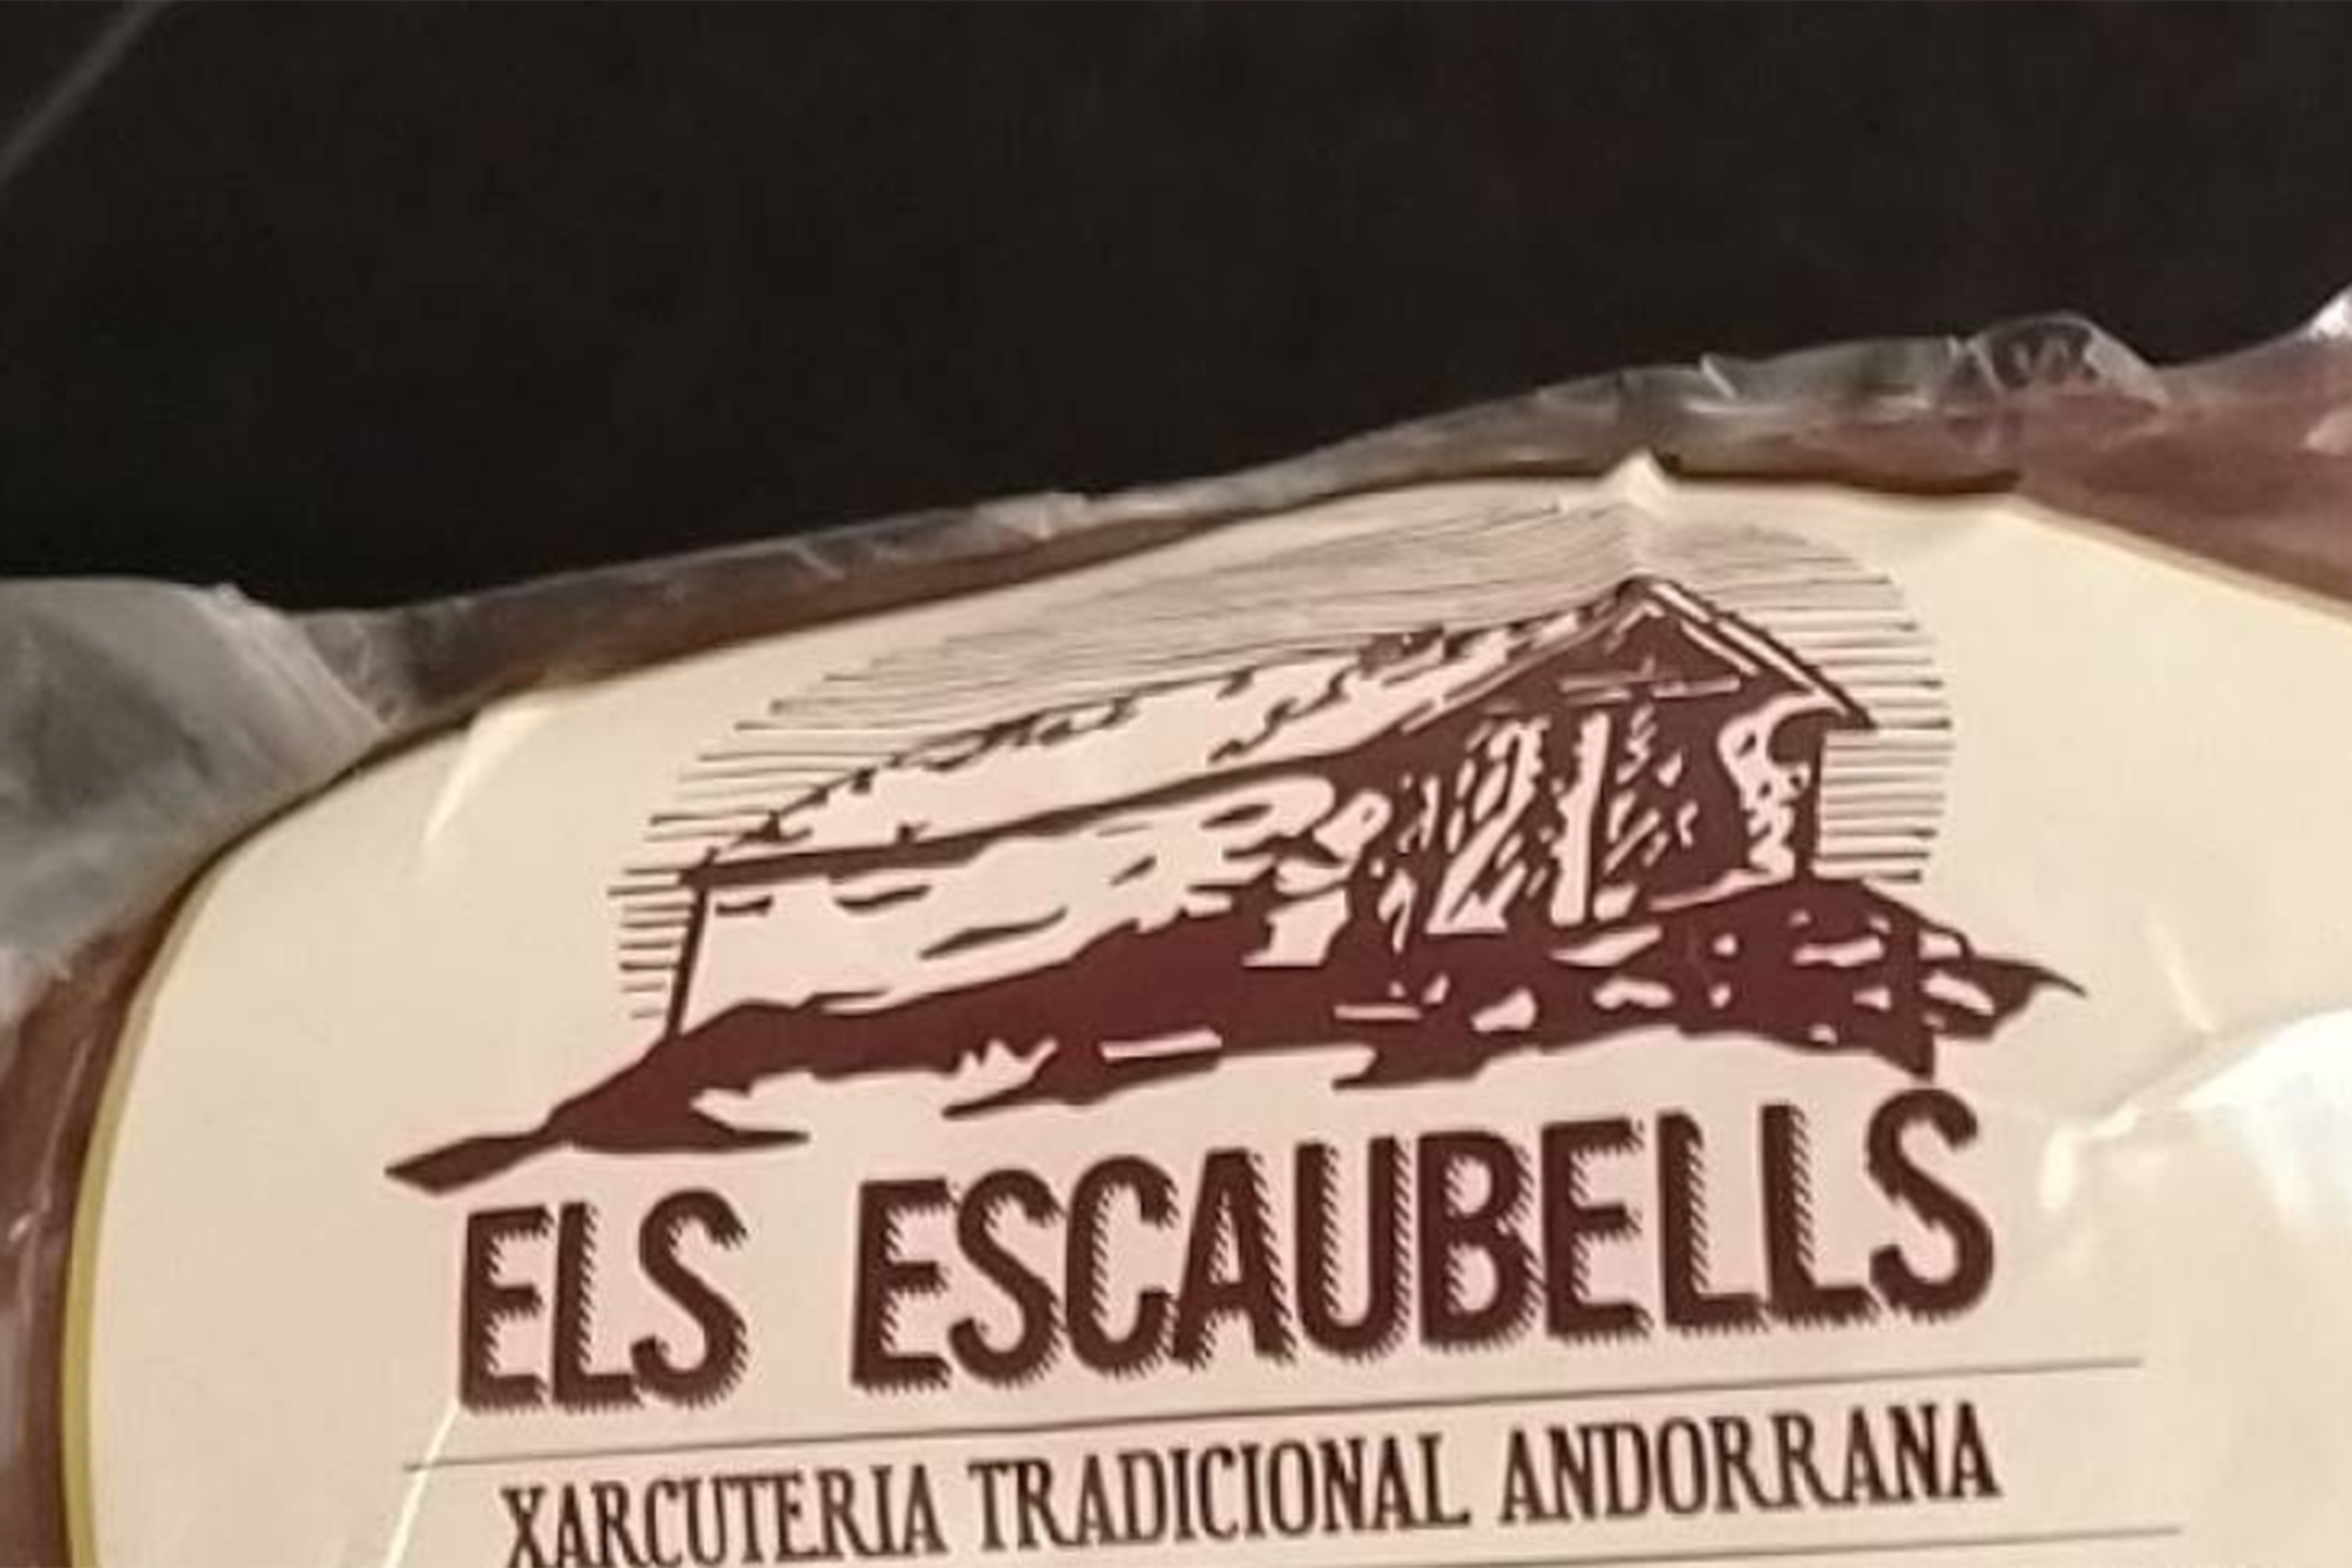 ELS ESCAUBELLS
XARCUTERIA TRADICIONAL ANDORRANA